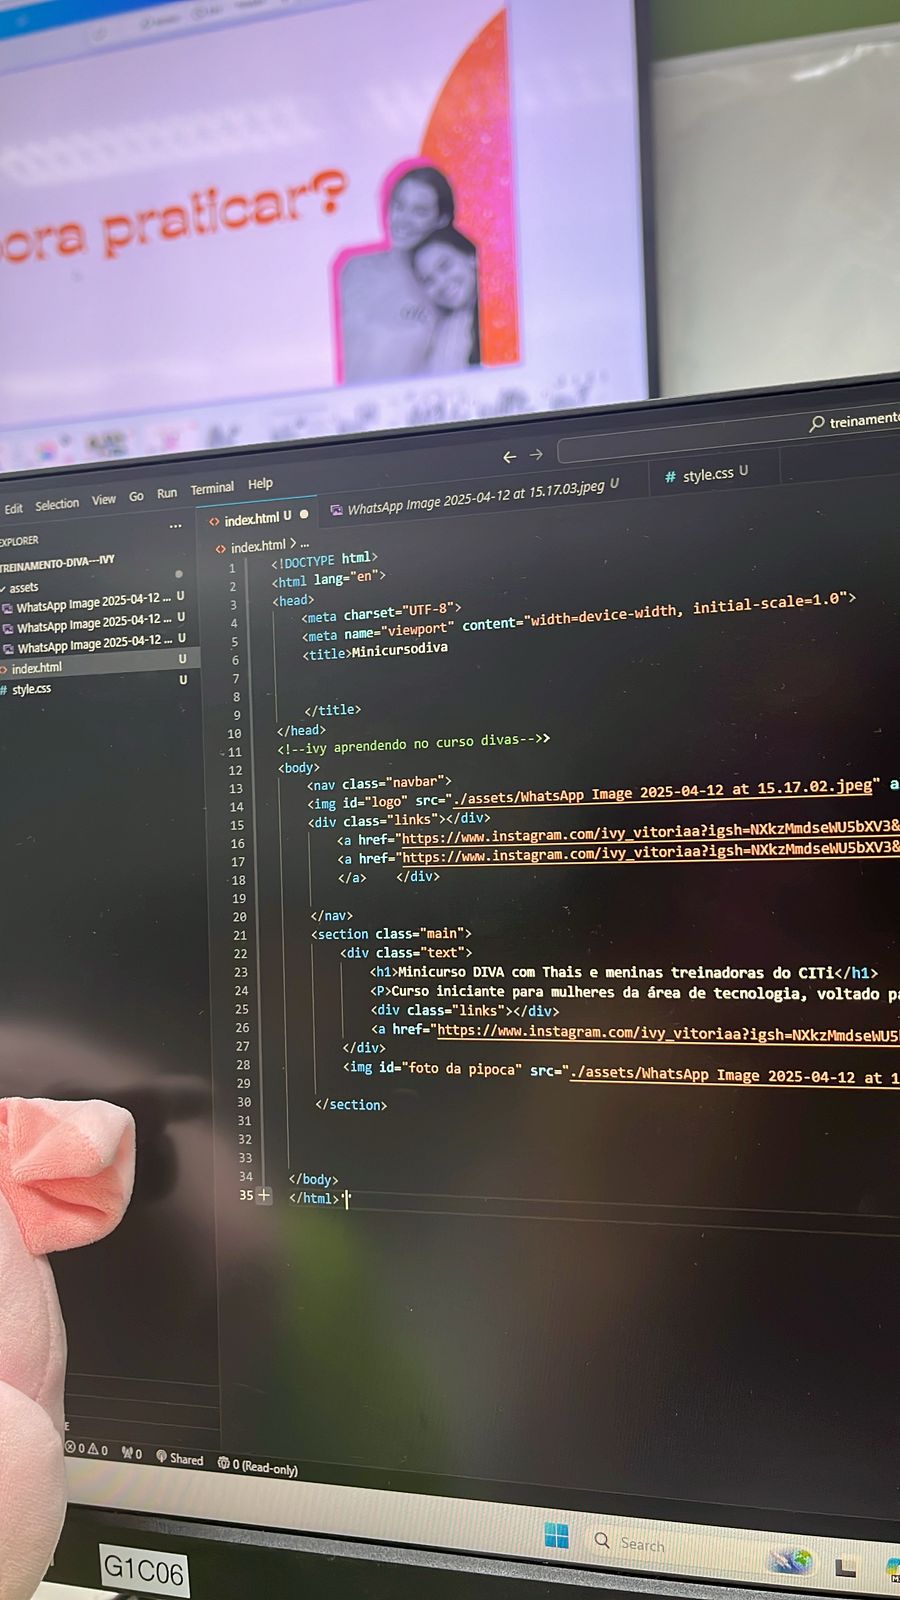 ora praticar?
treinamento
Edit Selection View Go Run Terminal Help
EXPLORER
index.html U
WhatsApp Image 2025-04-12 at 15.17.03.jpeg U
# style.css U
TREINAMENTO-DIVA---IVY
assets
WhatsApp Image 2025-04-12 ... U
WhatsApp Image 2025-04-12 ... U
WhatsApp Image 2025-04-12 ... U
index.html U
# style.css U
index.html > ...
1 <!DOCTYPE html>
2 <html lang="en">
3 <head>
4 <meta charset="UTF-8">
5 <meta name="viewport" content="width=device-width, initial-scale=1.0">
6 <title>Minicursodiva
7
8
9 </title>
10 </head>
11 <!--ivy aprendendo no curso divas-->>
12 <body>
13 <nav class="navbar">
14 <img id="logo" src="./assets/WhatsApp Image 2025-04-12 at 15.17.02.jpeg" a
15 <div class="links"></div>
16 <a href="https://www.instagram.com/ivy_vitoriaa?igsh=NXkzMmdseWU5bXV3&
17 <a href="https://www.instagram.com/ivy_vitoriaa?igsh=NXkzMmdseWU5bXV3&
18 </a> </div>
19
20 </nav>
21 <section class="main">
22 <div class="text">
23 <h1>Minicurso DIVA com Thais e meninas treinadoras do CITi</h1>
24 <P>Curso iniciante para mulheres da área de tecnologia, voltado pa
25 <div class="links"></div>
26 <a href="https://www.instagram.com/ivy_vitoriaa?igsh=NXkzMmdseWU5
27 </div>
28 <img id="foto da pipoca" src="./assets/WhatsApp Image 2025-04-12 at 1
29
30 </section>
31
32
33
34 </body>
35 </html>''
0 0 0 Shared 0 (Read-only)
Search
G1C06